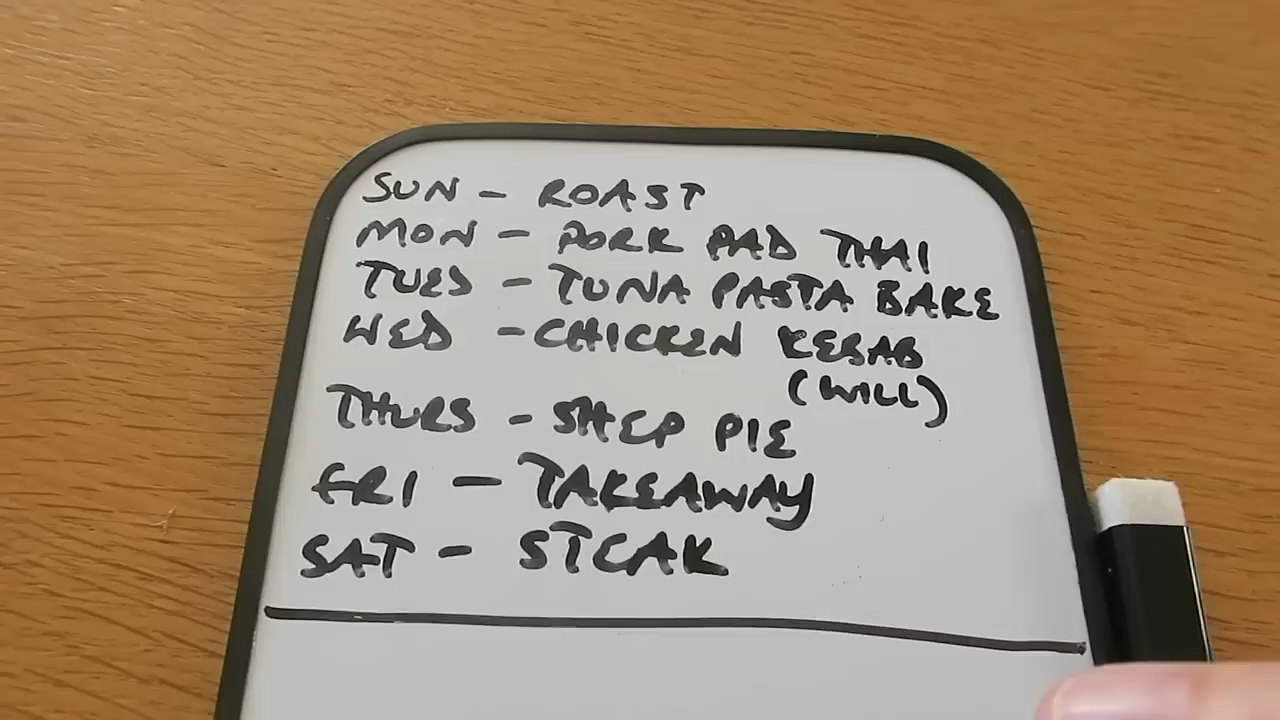 SUN - ROAST
MON - PORK PAD THAI
TUES - TUNA PASTA BAKE
WED - CHICKEN KEBAB
(WILL)
THURS - SHEP PIE
FRI - TAKEAWAY
SAT - STEAK